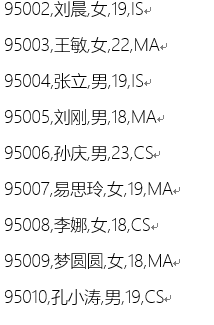 95002,刘晨,女,19,IS
95003,王敏,女,22,MA
95004,张立,男,19,IS
95005,刘刚,男,18,MA
95006,孙庆,男,23,CS
95007,易思玲,女,19,MA
95008,李娜,女,18,CS
95009,梦圆圆,女,18,MA
95010,孔小涛,男,19,CS